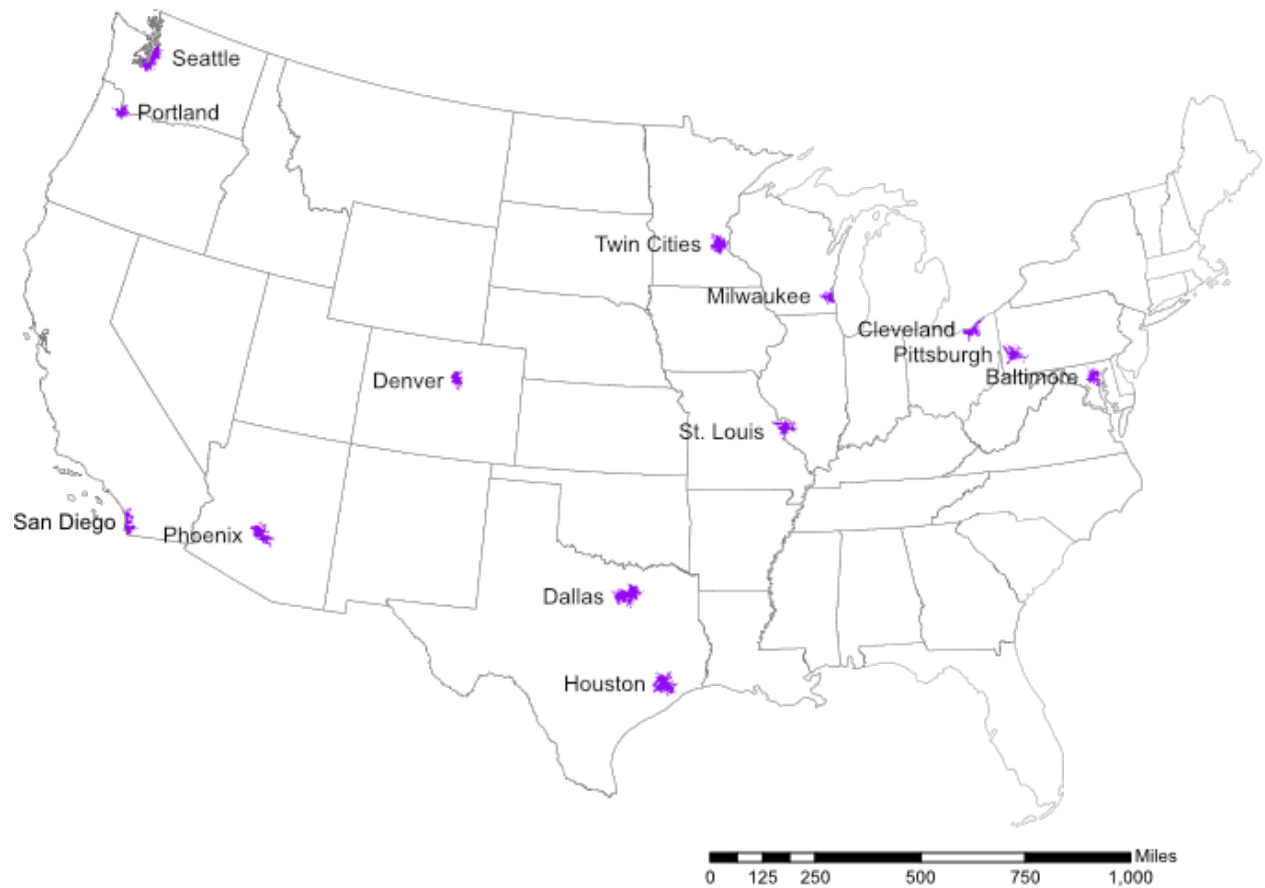 Seattle
Portland
Twin Cities
Milwaukee
Cleveland
Pittsburgh
Denver
Baltimore
St. Louis
San Diego
Phoenix
Dallas
Houston
Miles
0 125 250 500 750 1,000